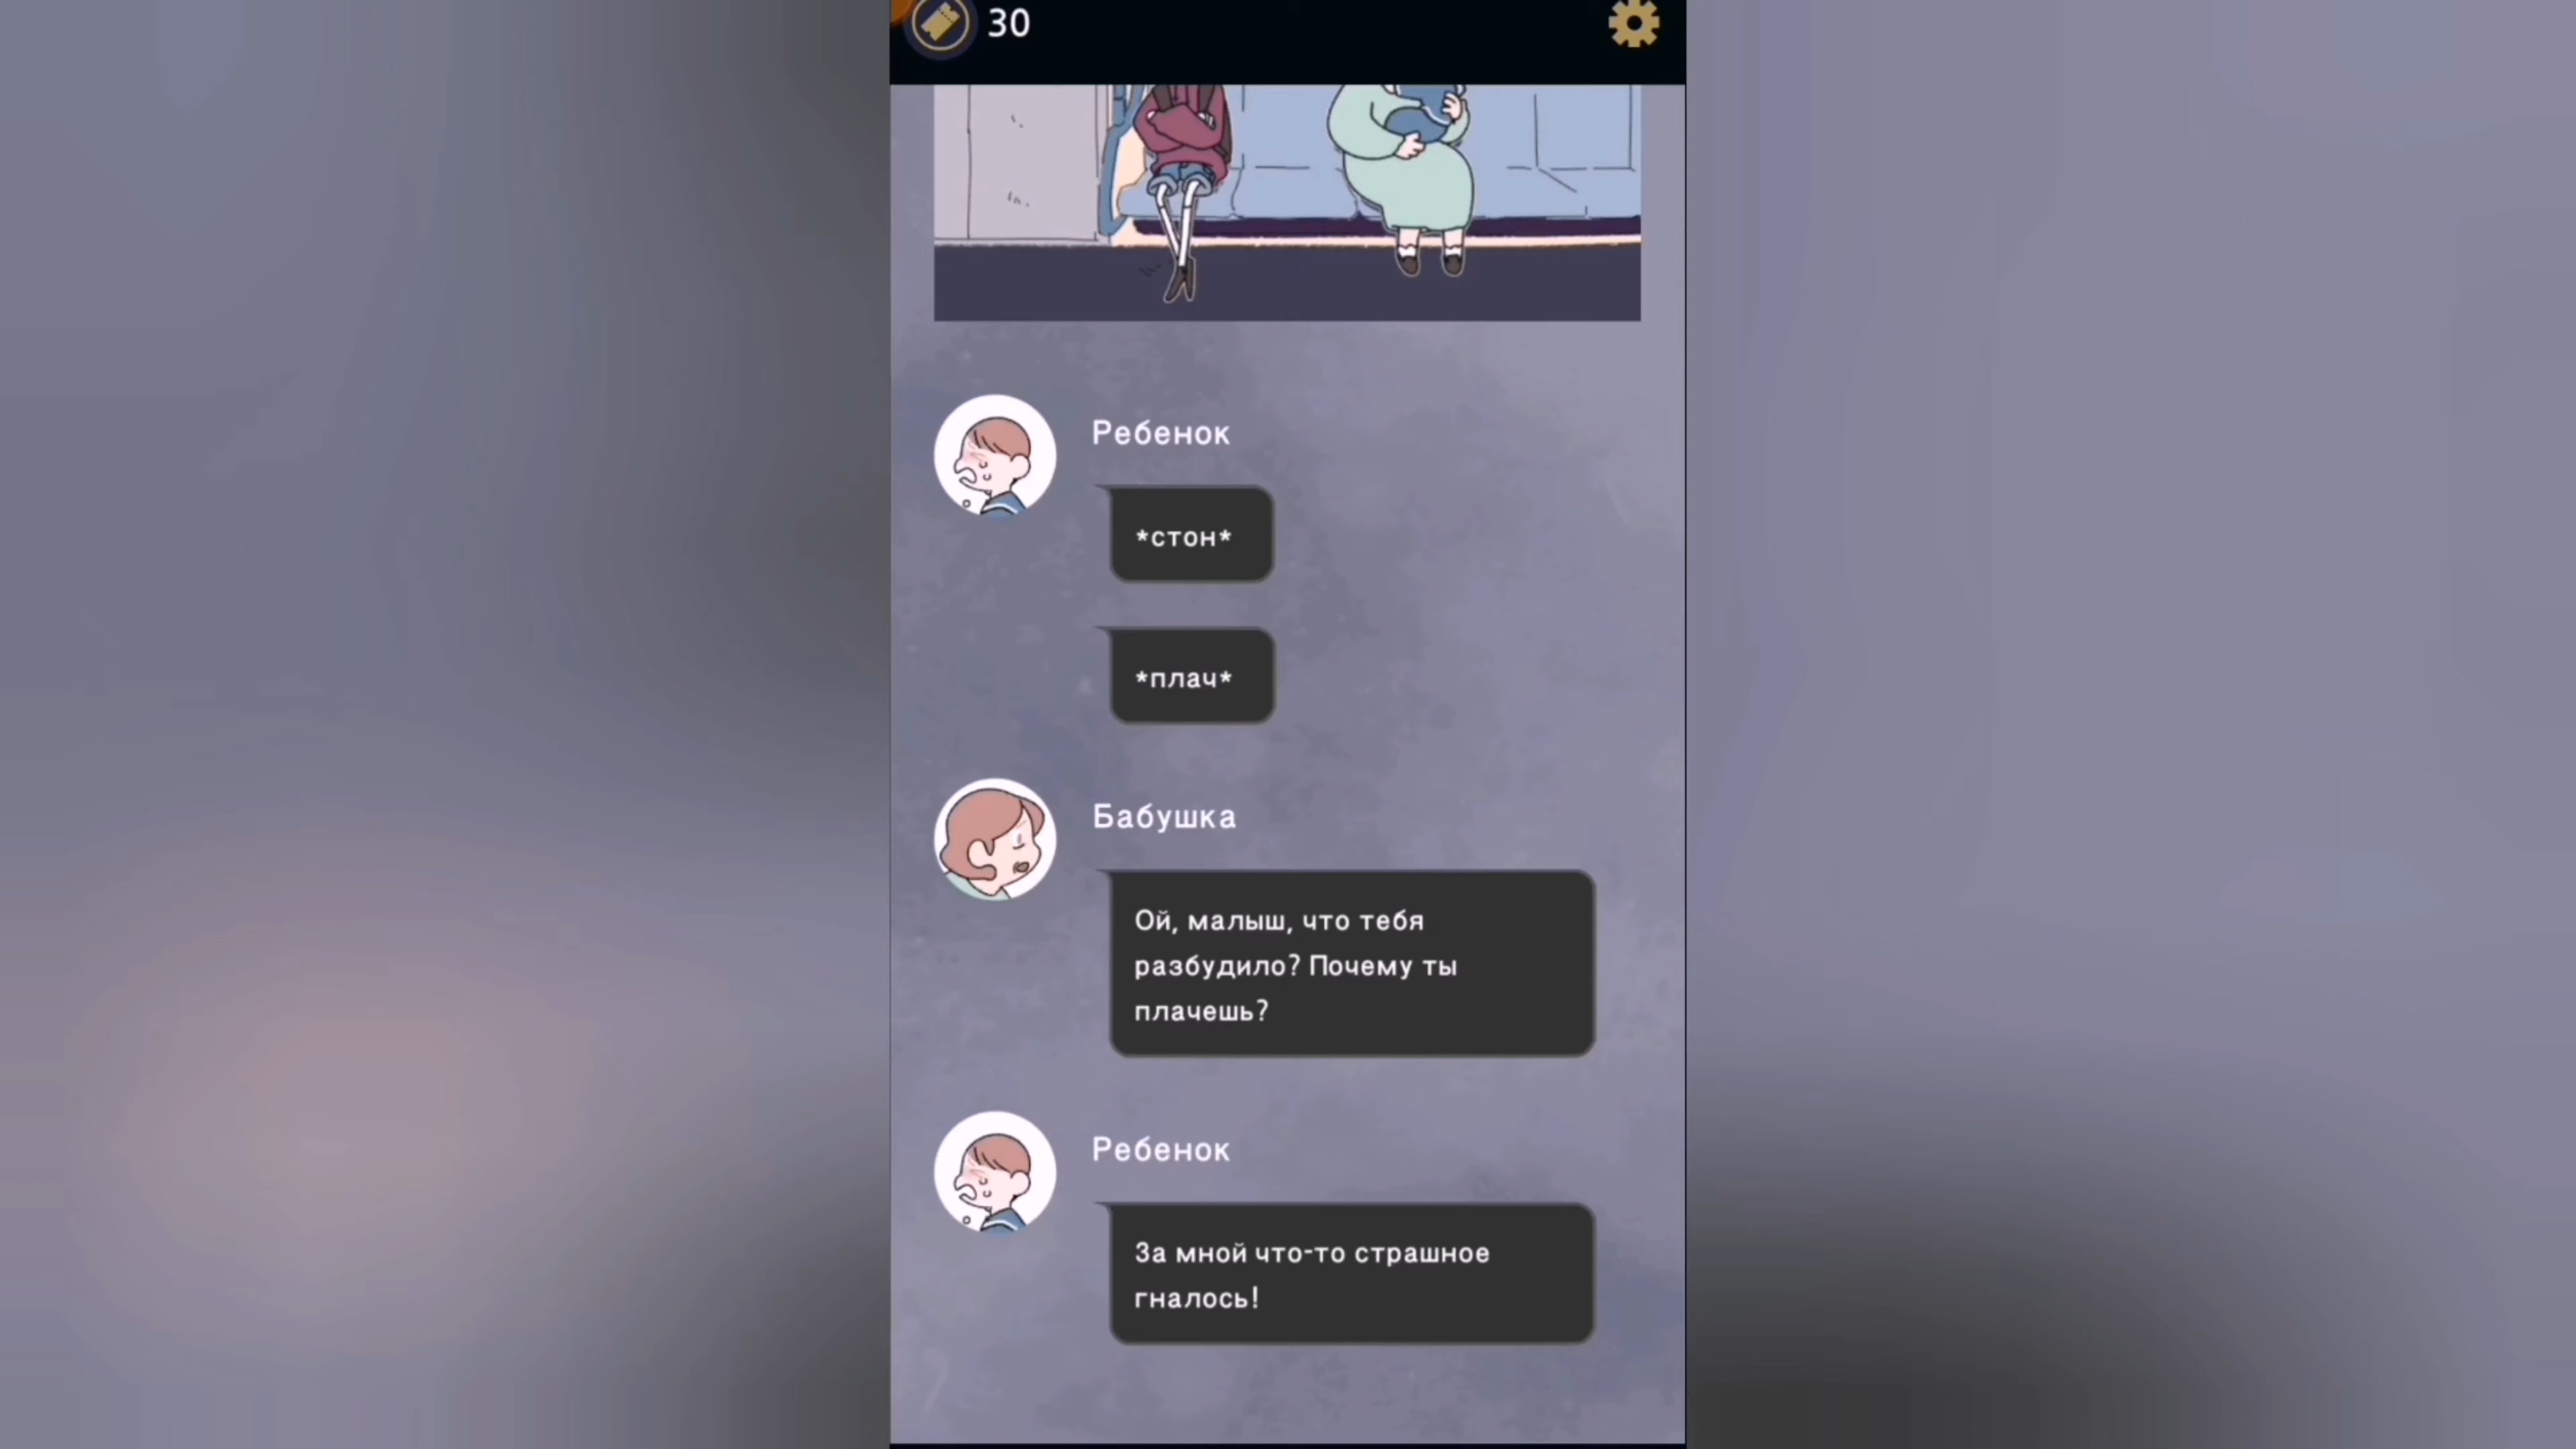 30
Ребенок
*стон*
*плач*
Бабушка
Ой, малыш, что тебя
разбудило? Почему ты
плачешь?
Ребенок
За мной что-то страшное
гналось!